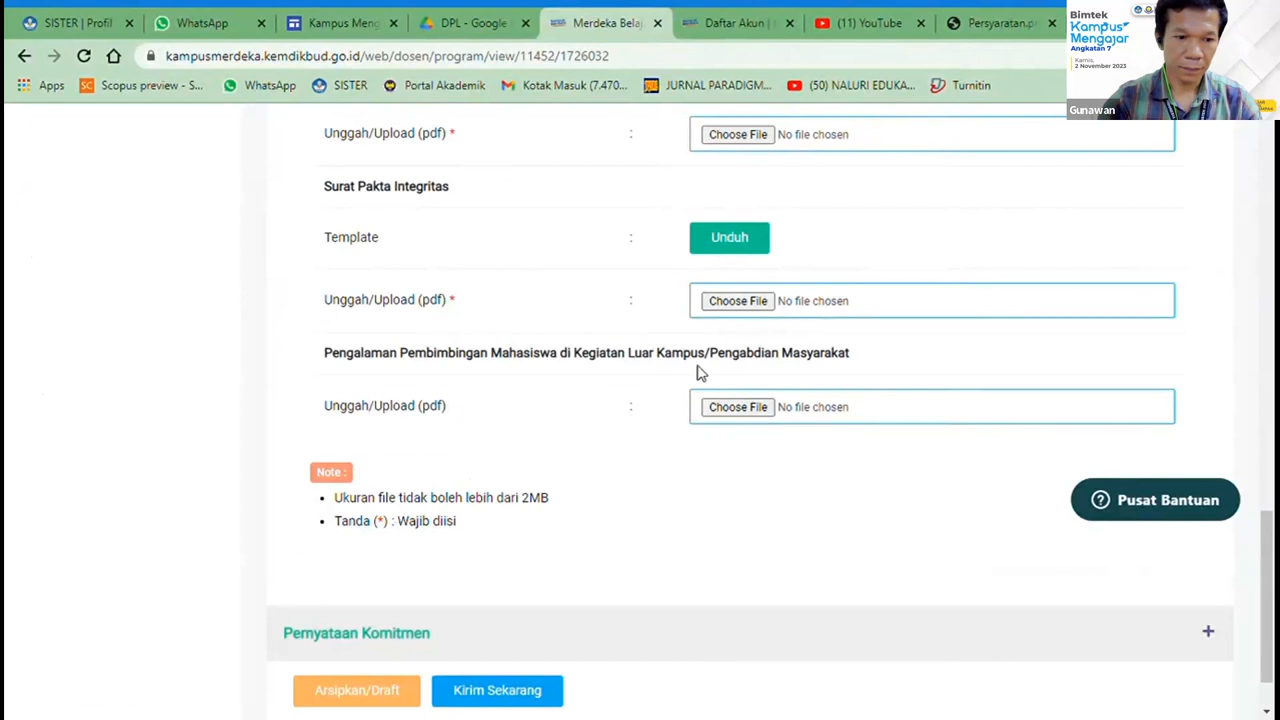 SISTER | Profil
WhatsApp
Kampus Meng
DPL - Google
Merdeka Bela
Daftar Akun |
(11) YouTube
Persyaratan.p
kampusmerdeka.kemdikbud.go.id/web/dosen/program/view/11452/1726032
Apps
Scopus preview - S...
WhatsApp
SISTER
Portal Akademik
Kotak Masuk (7.470...
JURNAL PARADIGM...
(50) NALURI EDUKA...
Turnitin
Bimtek
Kampus
Mengajar
Angkatan 7
Kamis,
2 November 2023
Gunawan
Unggah/Upload (pdf) * : Choose File No file chosen
Surat Pakta Integritas
Template : Unduh
Unggah/Upload (pdf) * : Choose File No file chosen
Pengalaman Pembimbingan Mahasiswa di Kegiatan Luar Kampus/Pengabdian Masyarakat
Unggah/Upload (pdf) : Choose File No file chosen
Note :
• Ukuran file tidak boleh lebih dari 2MB
• Tanda (*) : Wajib diisi
Pusat Bantuan
Pernyataan Komitmen +
Arsipkan/Draft
Kirim Sekarang